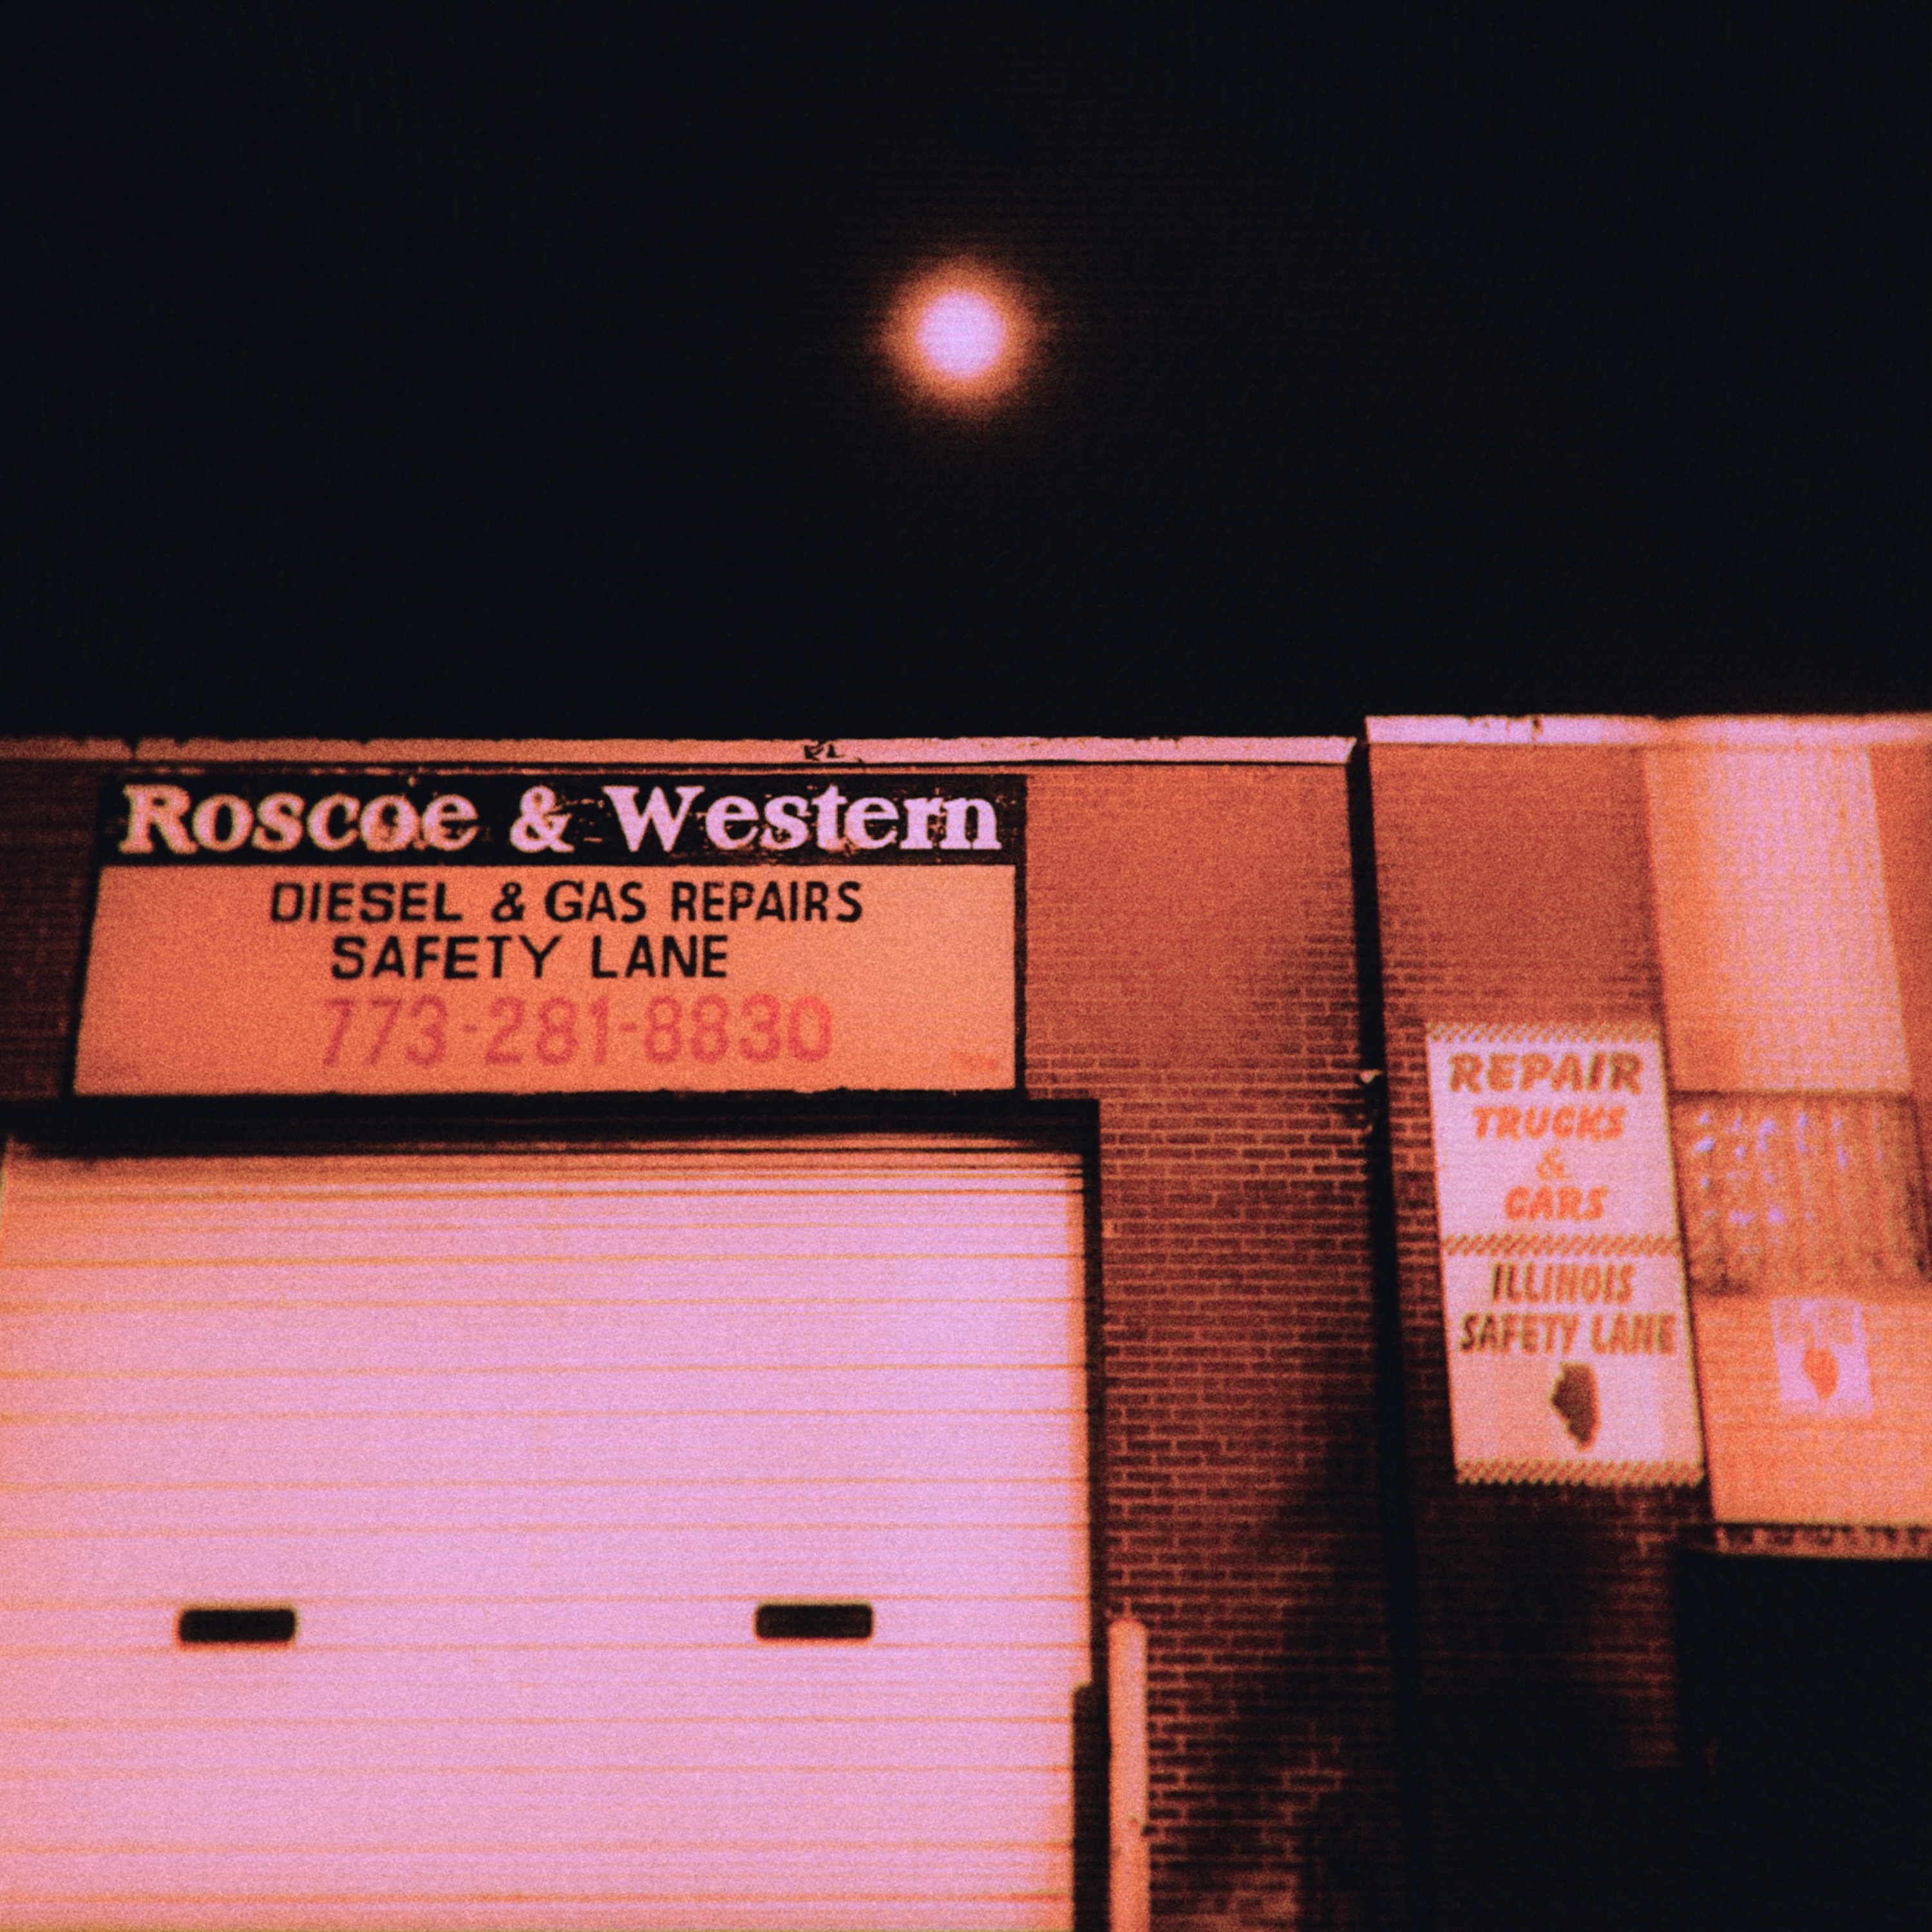 Roscoe & Western
DIESEL & GAS REPAIRS
SAFETY LANE
773-281-8830
REPAIR
TRUCKS
&
CARS
ILLINOIS
SAFETY LANE